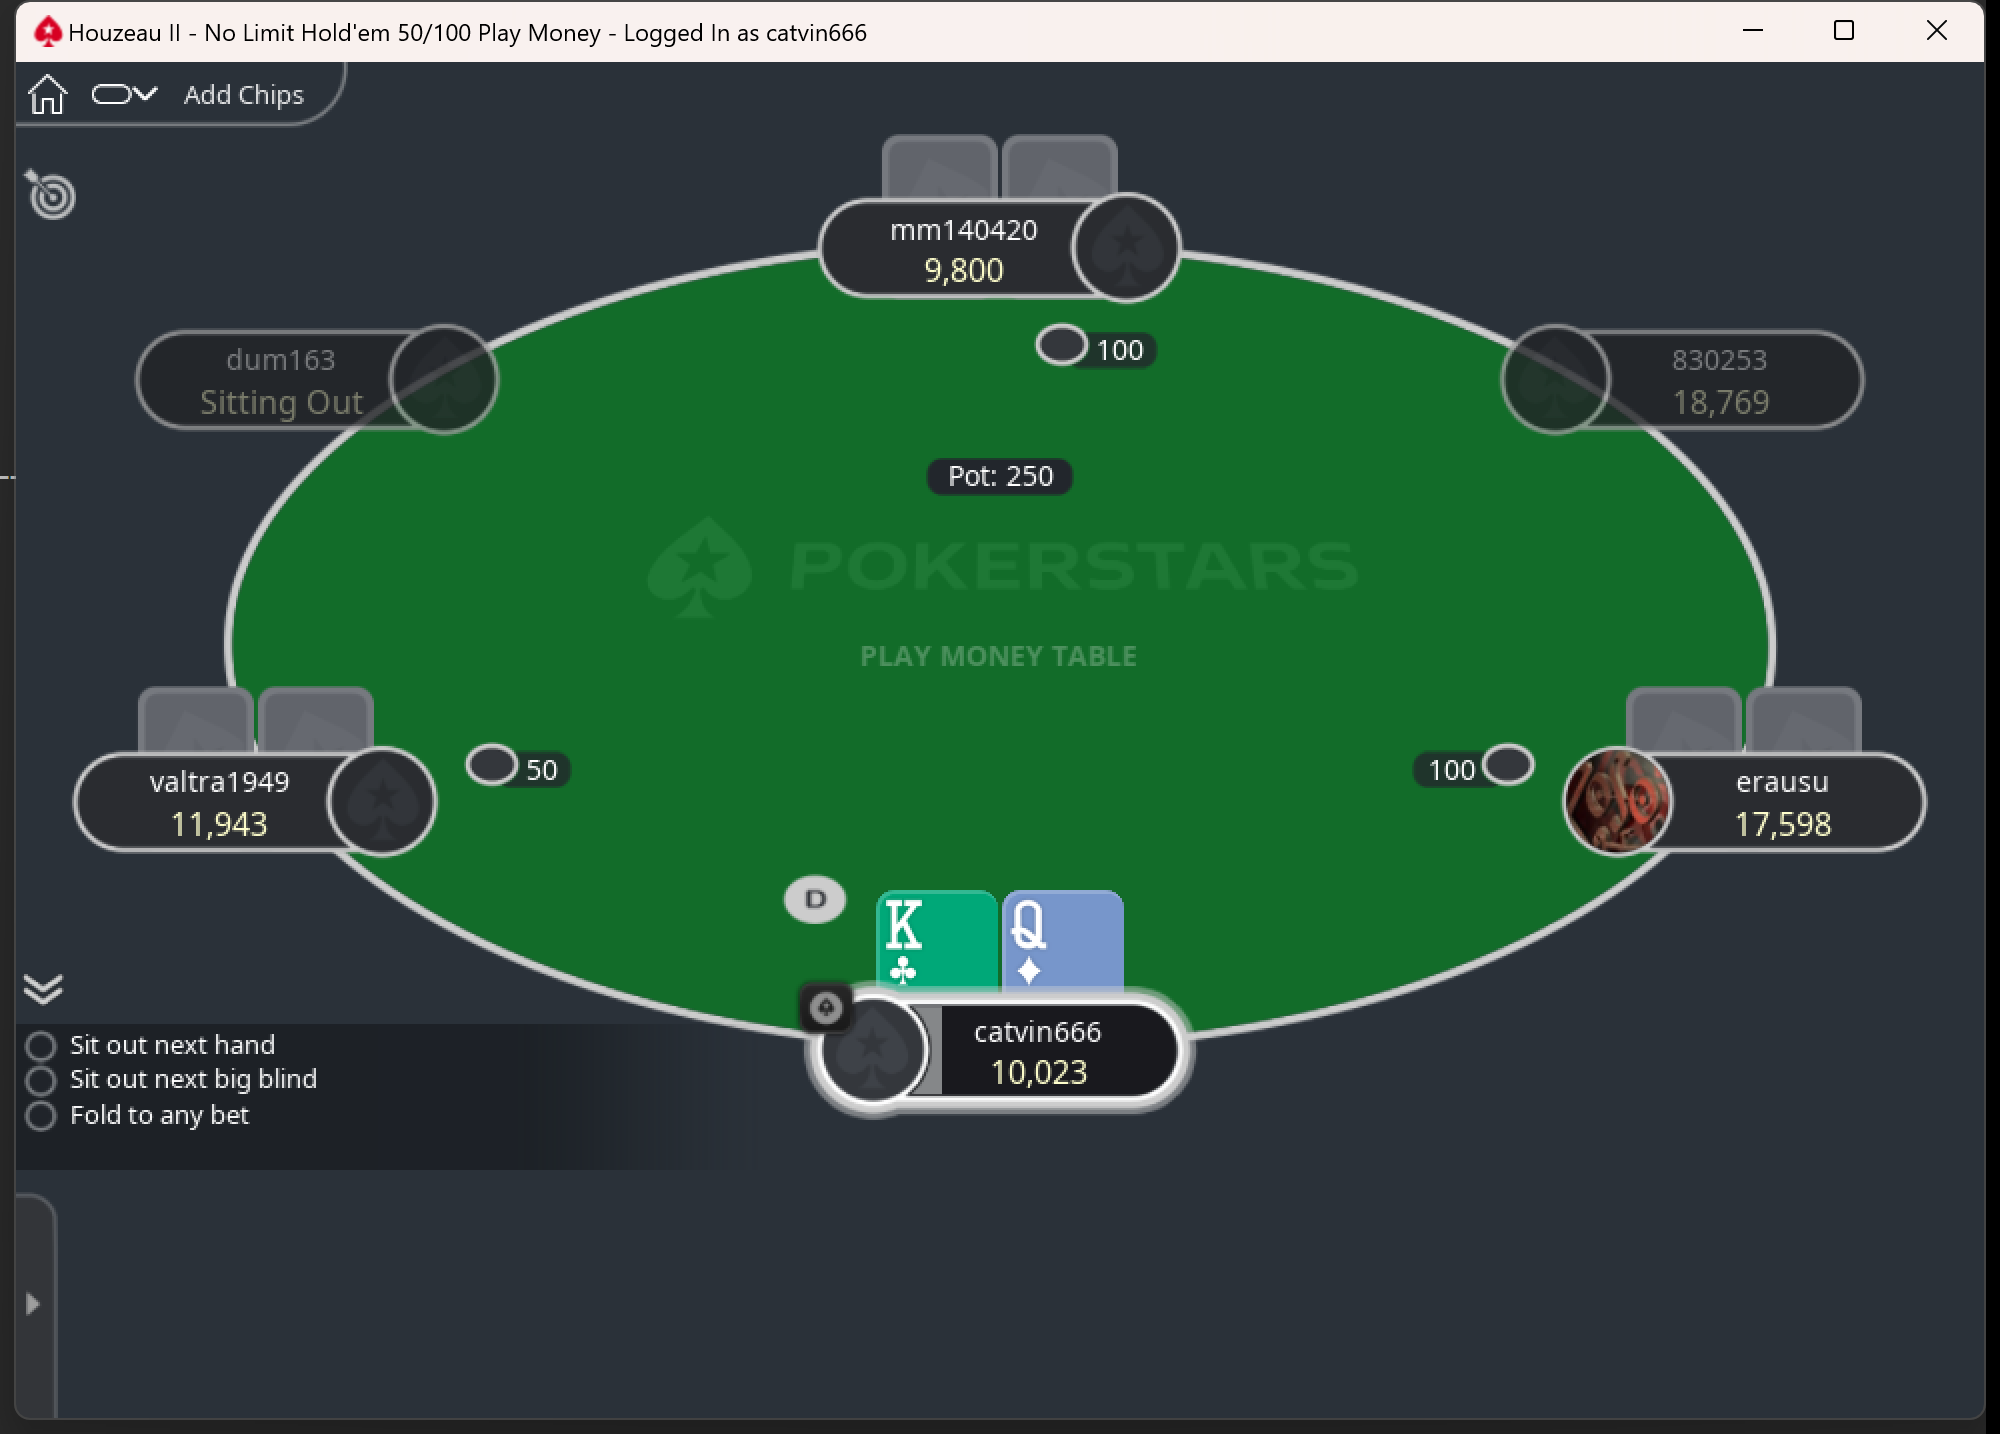 Houzeau II - No Limit Hold'em 50/100 Play Money - Logged In as catvin666
Add Chips
mm140420
9,800
dum163
Sitting Out
830253
18,769
100
Pot: 250
POKERSTARS
PLAY MONEY TABLE
valtra1949
11,943
50
100
erausu
17,598
D
K Q
catvin666
10,023
Sit out next hand
Sit out next big blind
Fold to any bet